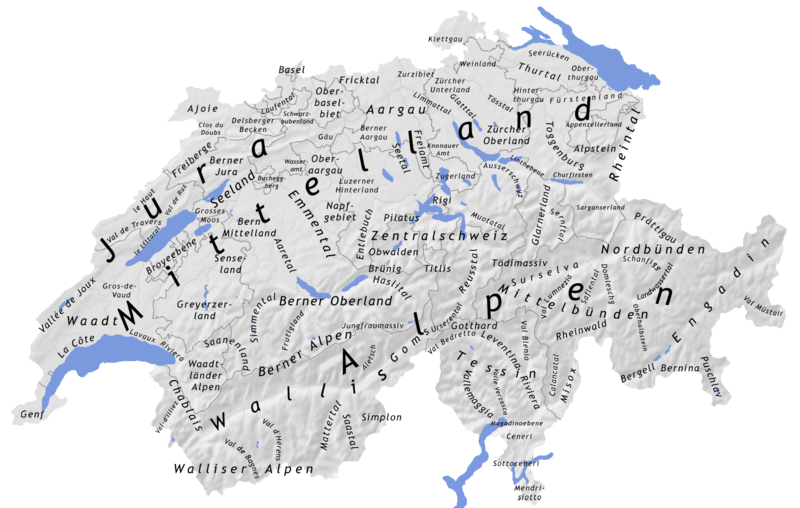 Klettgau
Seerücken
Weinland
Thurtal
Ober-
thurgau
Basel
Fricktal
Zurzibiet
Zürcher
Unterland
Hinter
thurgau
Fürstenland
Ajoie
Laufental
Ober-
basel-
biet
Aargau
Limmattal
Glattal
Tösstal
Clos du
Doubs
Delsberger
Becken
Schwarz-
bubenland
Gäu
Berner
Aargau
Freiamt
Seetal
Knonauer
Amt
Zürcher
Oberland
Toggenburg
Appenzellerland
Alpstein
Rheintal
Jura
Mittelland
Alpen
Freiberge
Berner
Jura
Wasser-
amt
Ober-
aargau
Buchegg-
berg
Luzerner
Hinterland
Zugerland
Ausserschwyz
Linthebene
Churfirsten
le Haut
Val de Ruz
Seeland
Emmental
Napf-
gebiet
Entlebuch
Pilatus
Rigi
Muotatal
Glarnerland
Sernftal
Sarganserland
Val de Travers
le Littoral
Grosses
Moos
Bern
Mittelland
Zentralschweiz
Prättigau
Broyeebene
Sense-
land
Aaretal
Obwalden
Brünig
Titlis
Reusstal
Tödimassiv
Nordbünden
Schanfigg
Engadin
Vallée de Joux
Gros-de-
Vaud
Greyerzer-
land
Simmental
Berner Oberland
Haslital
Surselva
Mittelbünden
Val Lumnezia
Safiental
Domleschg
Landwassertal
Oberhalbstein
Val Müstair
Waadt
La Côte
Lavaux
Riviera
Saanenland
Frutigland
Jungfraumassiv
Urserental
Gotthard
Val Bedretto
Leventina
Val Blenio
Rheinwald
Waadt-
länder
Alpen
Berner Alpen
Aletsch
Goms
Tessin
Calancatal
Misox
Bergell
Bernina
Puschlav
Genf
Chablais
Wallis
Vallemaggia
Valle Verzasca
Riviera
Val-d'Illiez
Val de Bagnes
Val d'Hérens
Mattertal
Saastal
Simplon
Magadinoebene
Ceneri
Walliser Alpen
Sottoceneri
Mendri-
siotto